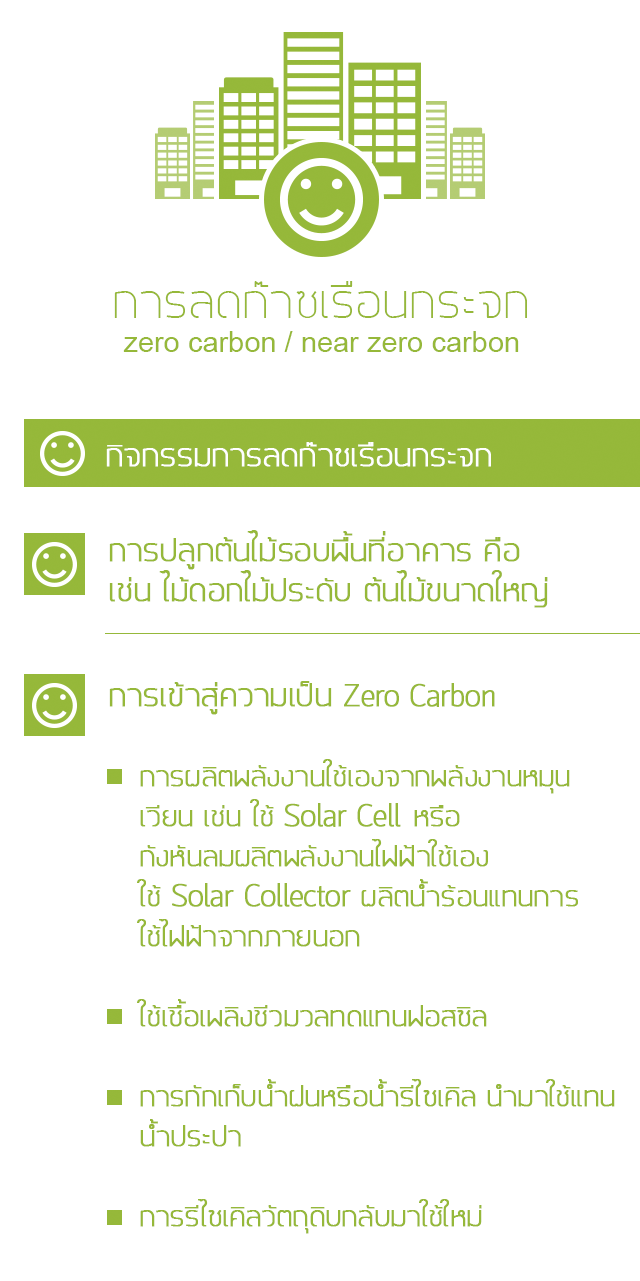 การลดก๊าซเรือนกระจก
zero carbon / near zero carbon
กิจกรรมการลดก๊าซเรือนกระจก
การปลูกต้นไม้รอบพื้นที่อาคาร คือ
เช่น ไม้ดอกไม้ประดับ ต้นไม้ขนาดใหญ่
การเข้าสู่ความเป็น Zero Carbon
การผลิตพลังงานใช้เองจากพลังงานหมุน
เวียน เช่น ใช้ Solar Cell หรือ
กังหันลมผลิตพลังงานไฟฟ้าใช้เอง
ใช้ Solar Collector ผลิตน้ำร้อนแทนการ
ใช้ไฟฟ้าจากภายนอก
ใช้เชื้อเพลิงชีวมวลทดแทนฟอสซิล
การกักเก็บน้ำฝนหรือน้ำรีไซเคิล นำมาใช้แทน
น้ำประปา
การรีไซเคิลวัตถุดิบกลับมาใช้ใหม่